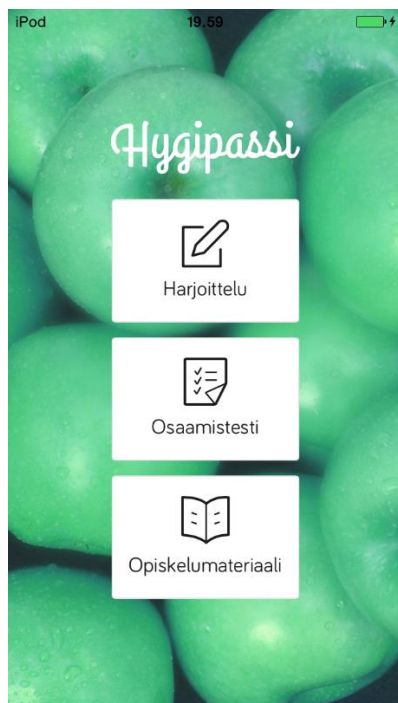 iPod 19.59
Hygipassi
Harjoittelu
Osaamistesti
Opiskelumateriaali